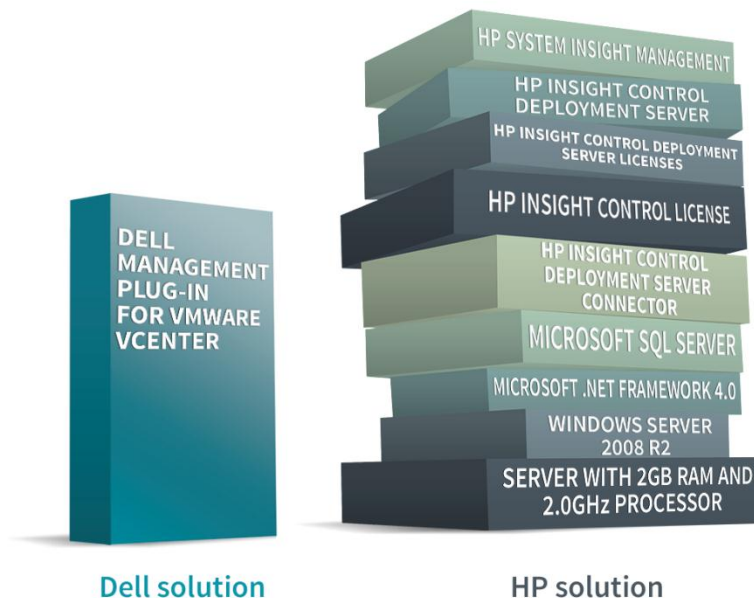 DELL
MANAGEMENT
PLUG-IN
FOR VMWARE
VCENTER
Dell solution
HP SYSTEM INSIGHT MANAGEMENT
HP INSIGHT CONTROL
DEPLOYMENT SERVER
HP INSIGHT CONTROL DEPLOYMENT
SERVER LICENSES
HP INSIGHT CONTROL LICENSE
HP INSIGHT CONTROL
DEPLOYMENT SERVER
CONNECTOR
MICROSOFT SQL SERVER
MICROSOFT .NET FRAMEWORK 4.0
WINDOWS SERVER
2008 R2
SERVER WITH 2GB RAM AND
2.0GHz PROCESSOR
HP solution